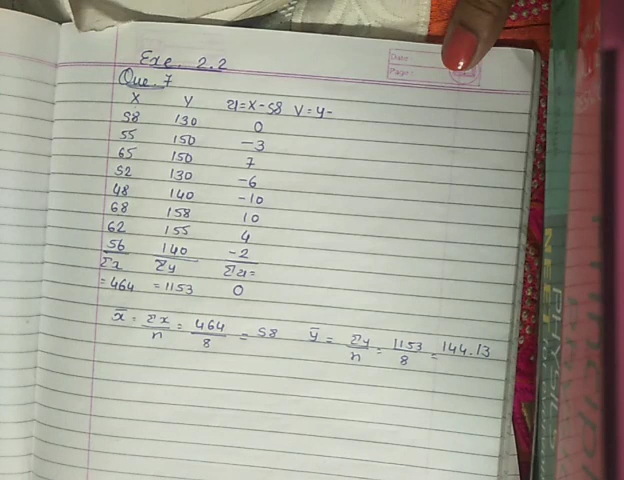 Exe. 2.2
Date:
Page:
Que. 7
X Y u=x-58 V=y-
58 130 0
55 150 -3
65 150 7
52 130 -6
48 140 -10
68 158 10
62 155 4
56 140 -2
Σx Σy Σu=
=464 =1153 0
x̄ = Σx/n = 464/8 = 58 ȳ = Σy/n = 1153/8 = 144.13
NEET PHYSICS